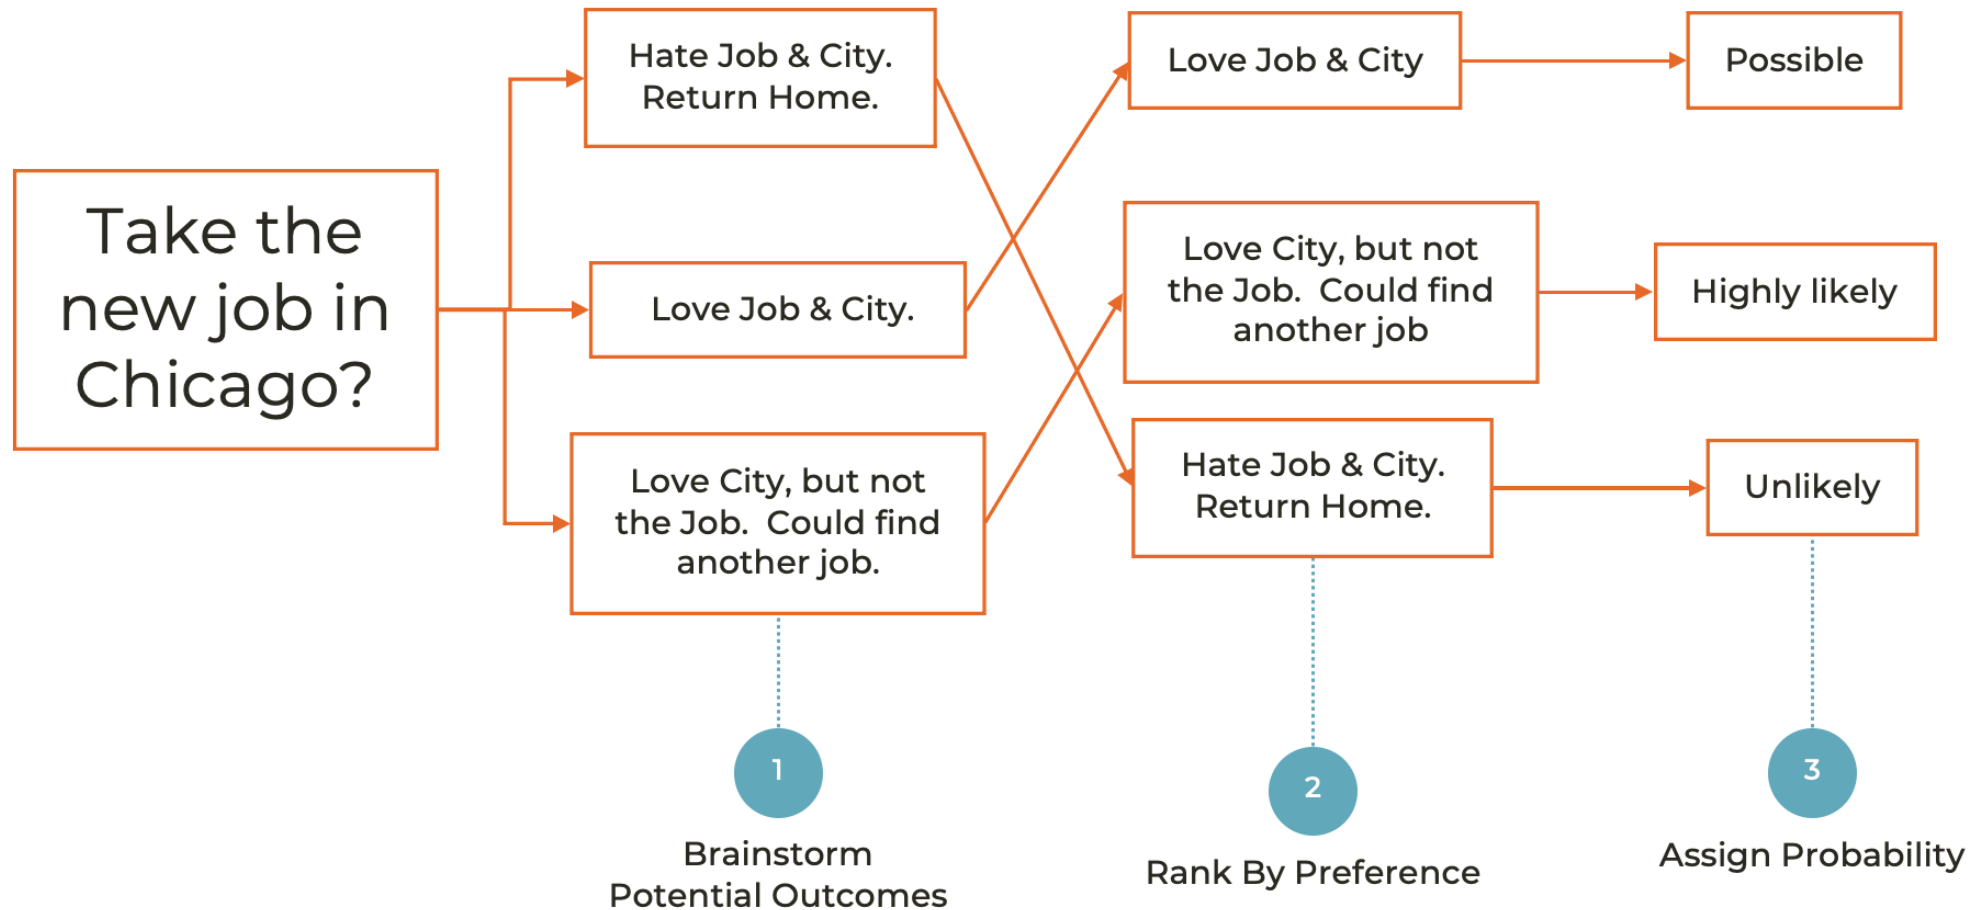 Take the
new job in
Chicago?
Hate Job & City.
Return Home.
Love Job & City.
Love City, but not
the Job.  Could find
another job.
Love Job & City
Love City, but not
the Job.  Could find
another job
Hate Job & City.
Return Home.
Possible
Highly likely
Unlikely
1
Brainstorm
Potential Outcomes
2
Rank By Preference
3
Assign Probability